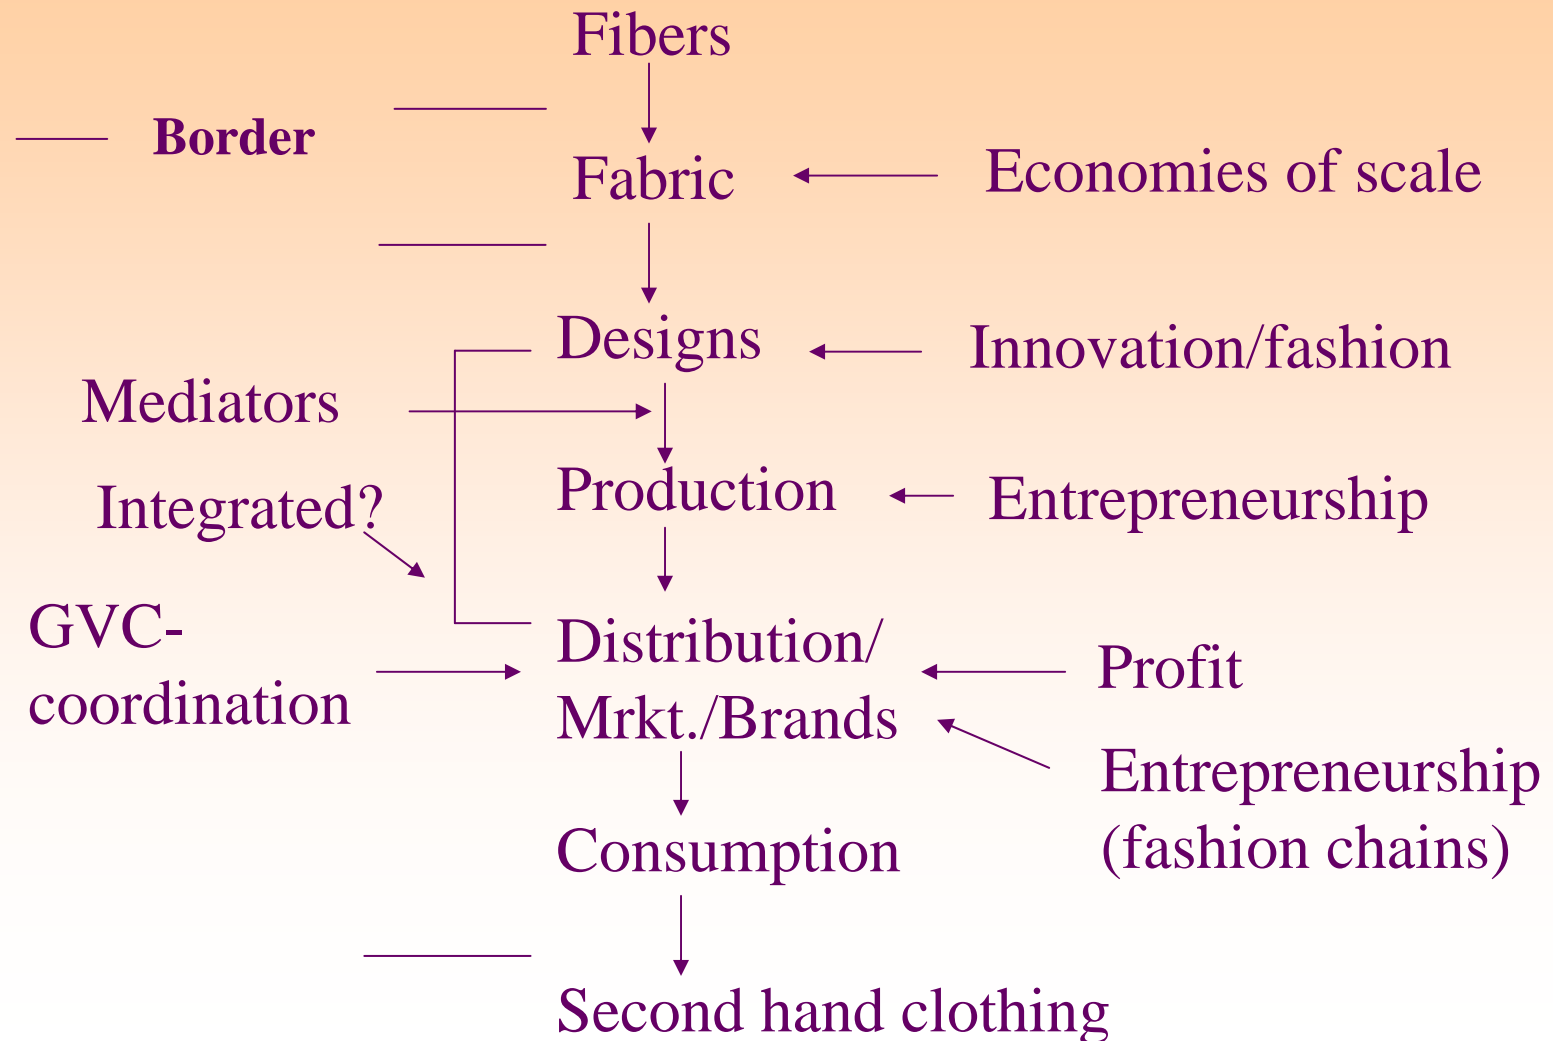 Fibers
Border
Fabric
Economies of scale
Designs
Innovation/fashion
Mediators
Production
Integrated?
Entrepreneurship
GVC-
coordination
Distribution/
Mrkt./Brands
Profit
Entrepreneurship
(fashion chains)
Consumption
Second hand clothing